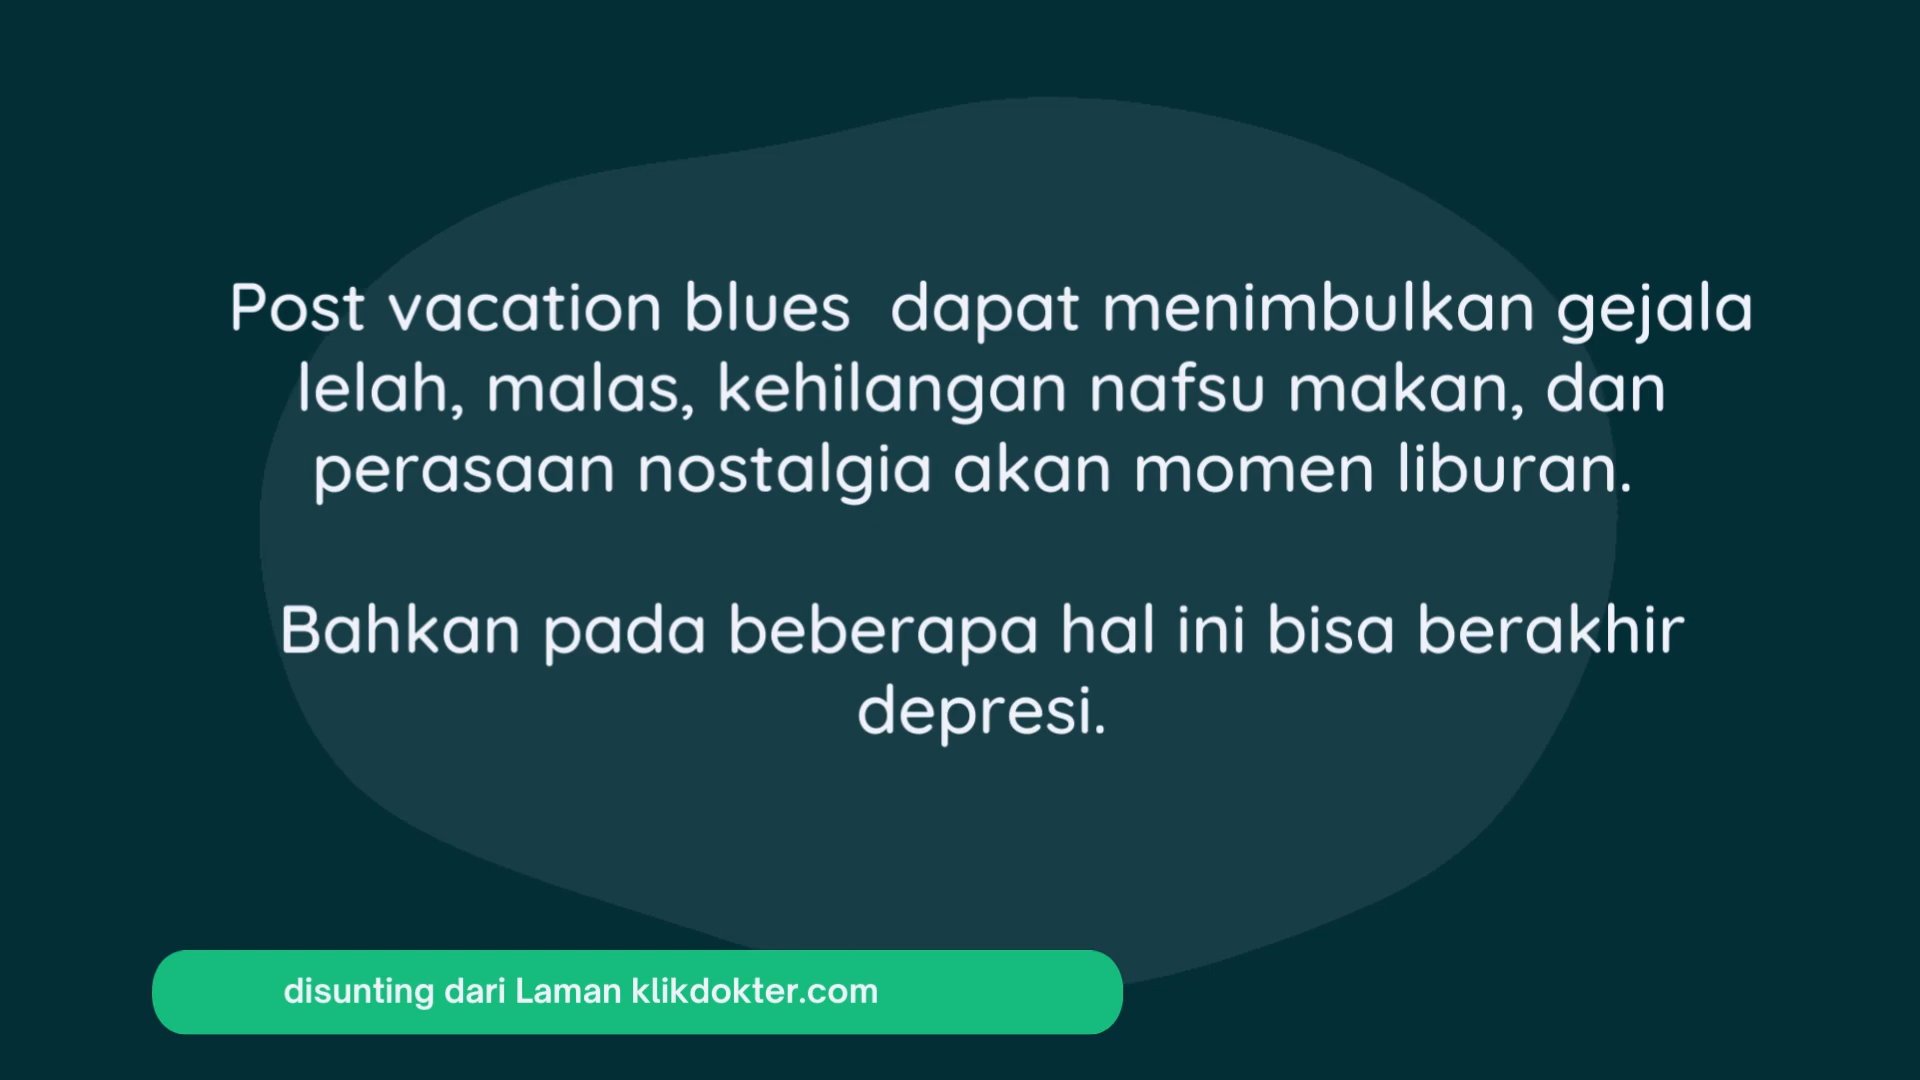 Post vacation blues  dapat menimbulkan gejala
lelah, malas, kehilangan nafsu makan, dan
perasaan nostalgia akan momen liburan.
Bahkan pada beberapa hal ini bisa berakhir
depresi.
disunting dari Laman klikdokter.com